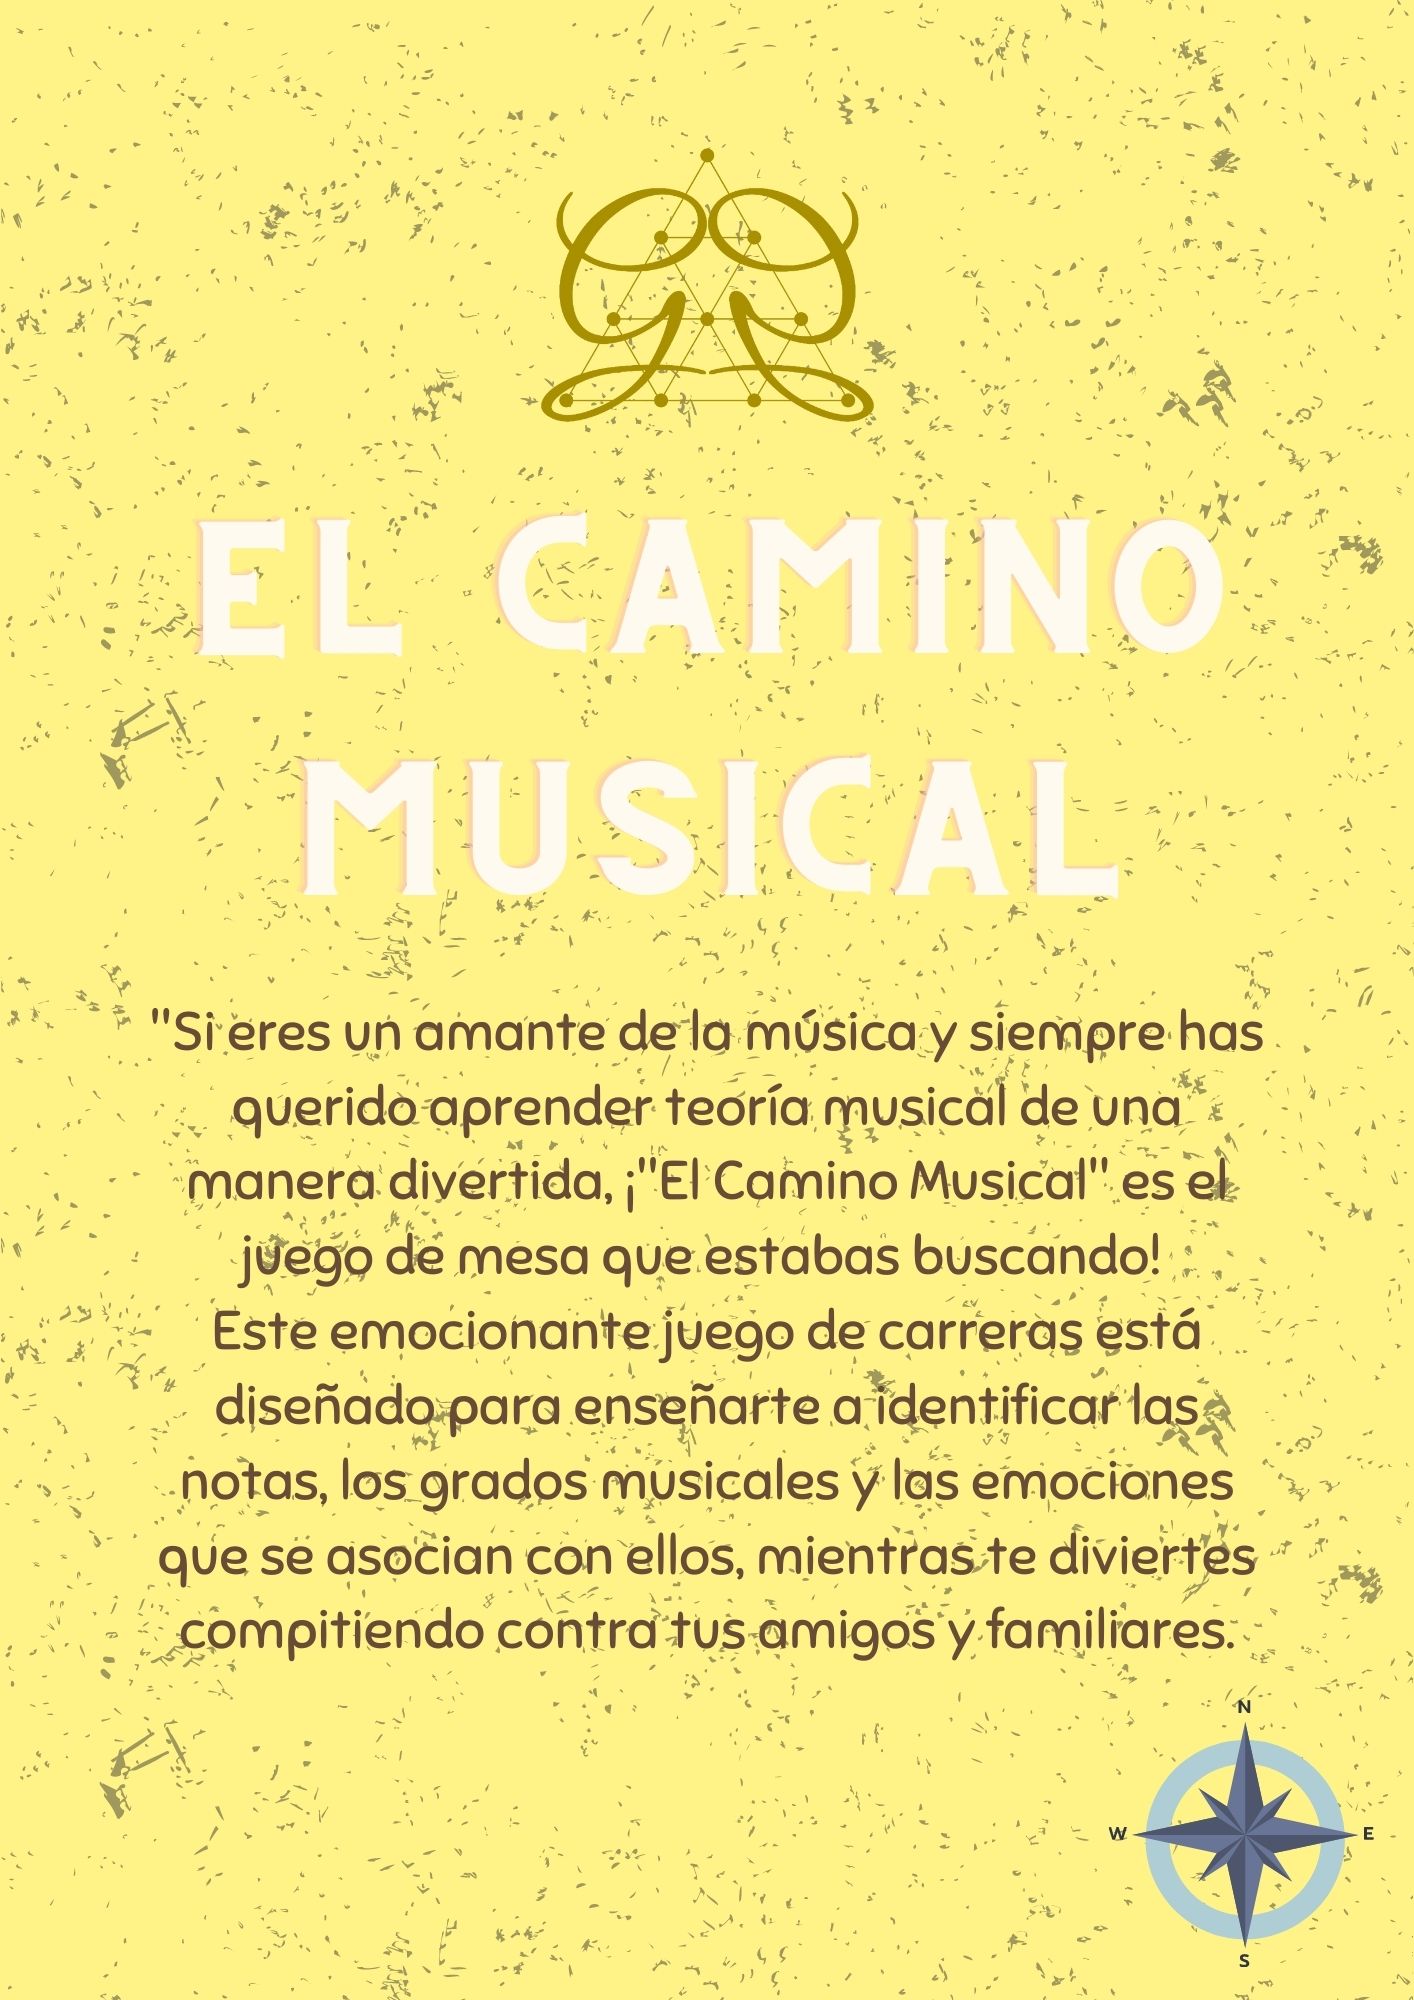 EL CAMINO
MUSICAL
"Si eres un amante de la música y siempre has
querido aprender teoría musical de una
manera divertida, ¡"El Camino Musical" es el
juego de mesa que estabas buscando!
Este emocionante juego de carreras está
diseñado para enseñarte a identificar las
notas, los grados musicales y las emociones
que se asocian con ellos, mientras te diviertes
compitiendo contra tus amigos y familiares.
N
W E
S